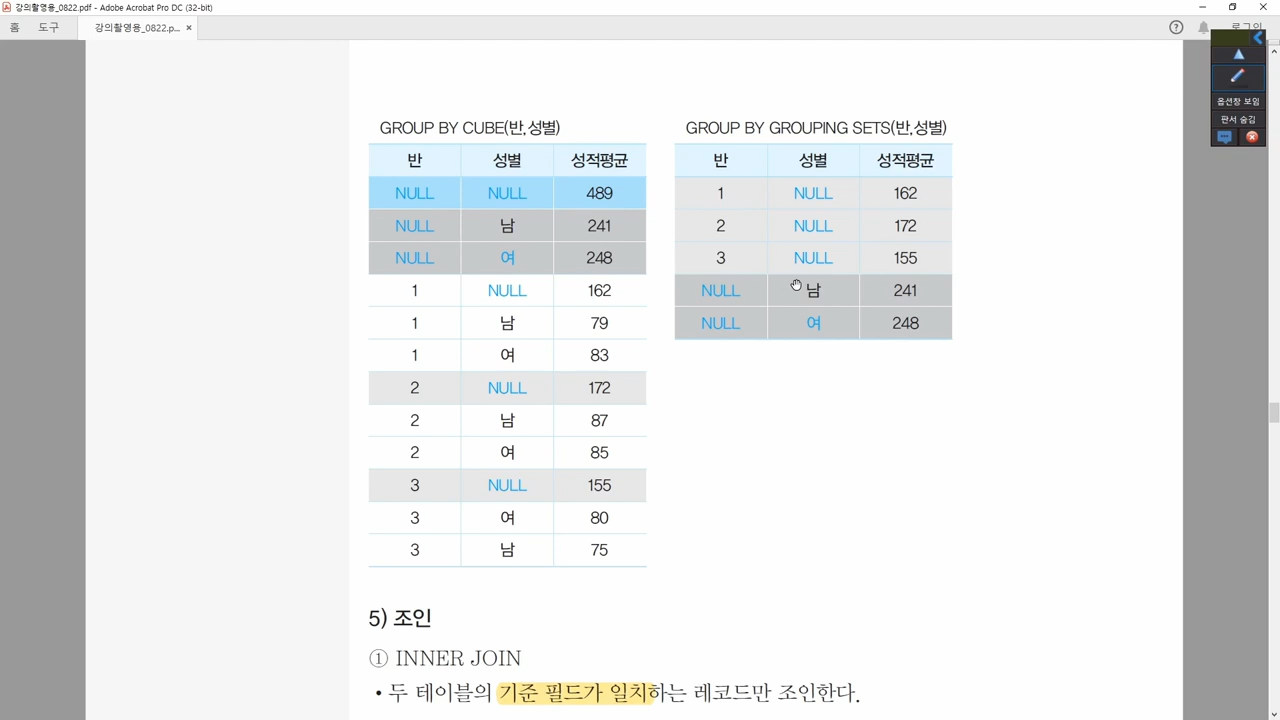 강의촬영용_0822.pdf - Adobe Acrobat Pro DC (32-bit)
홈 도구 강의촬영용_0822.p... × 로그인
옵션창 보임
판서 숨김
GROUP BY CUBE(반,성별)
반 성별 성적평균
NULL NULL 489
NULL 남 241
NULL 여 248
1 NULL 162
1 남 79
1 여 83
2 NULL 172
2 남 87
2 여 85
3 NULL 155
3 여 80
3 남 75
GROUP BY GROUPING SETS(반,성별)
반 성별 성적평균
1 NULL 162
2 NULL 172
3 NULL 155
NULL 남 241
NULL 여 248
5) 조인
① INNER JOIN
• 두 테이블의 기준 필드가 일치하는 레코드만 조인한다.